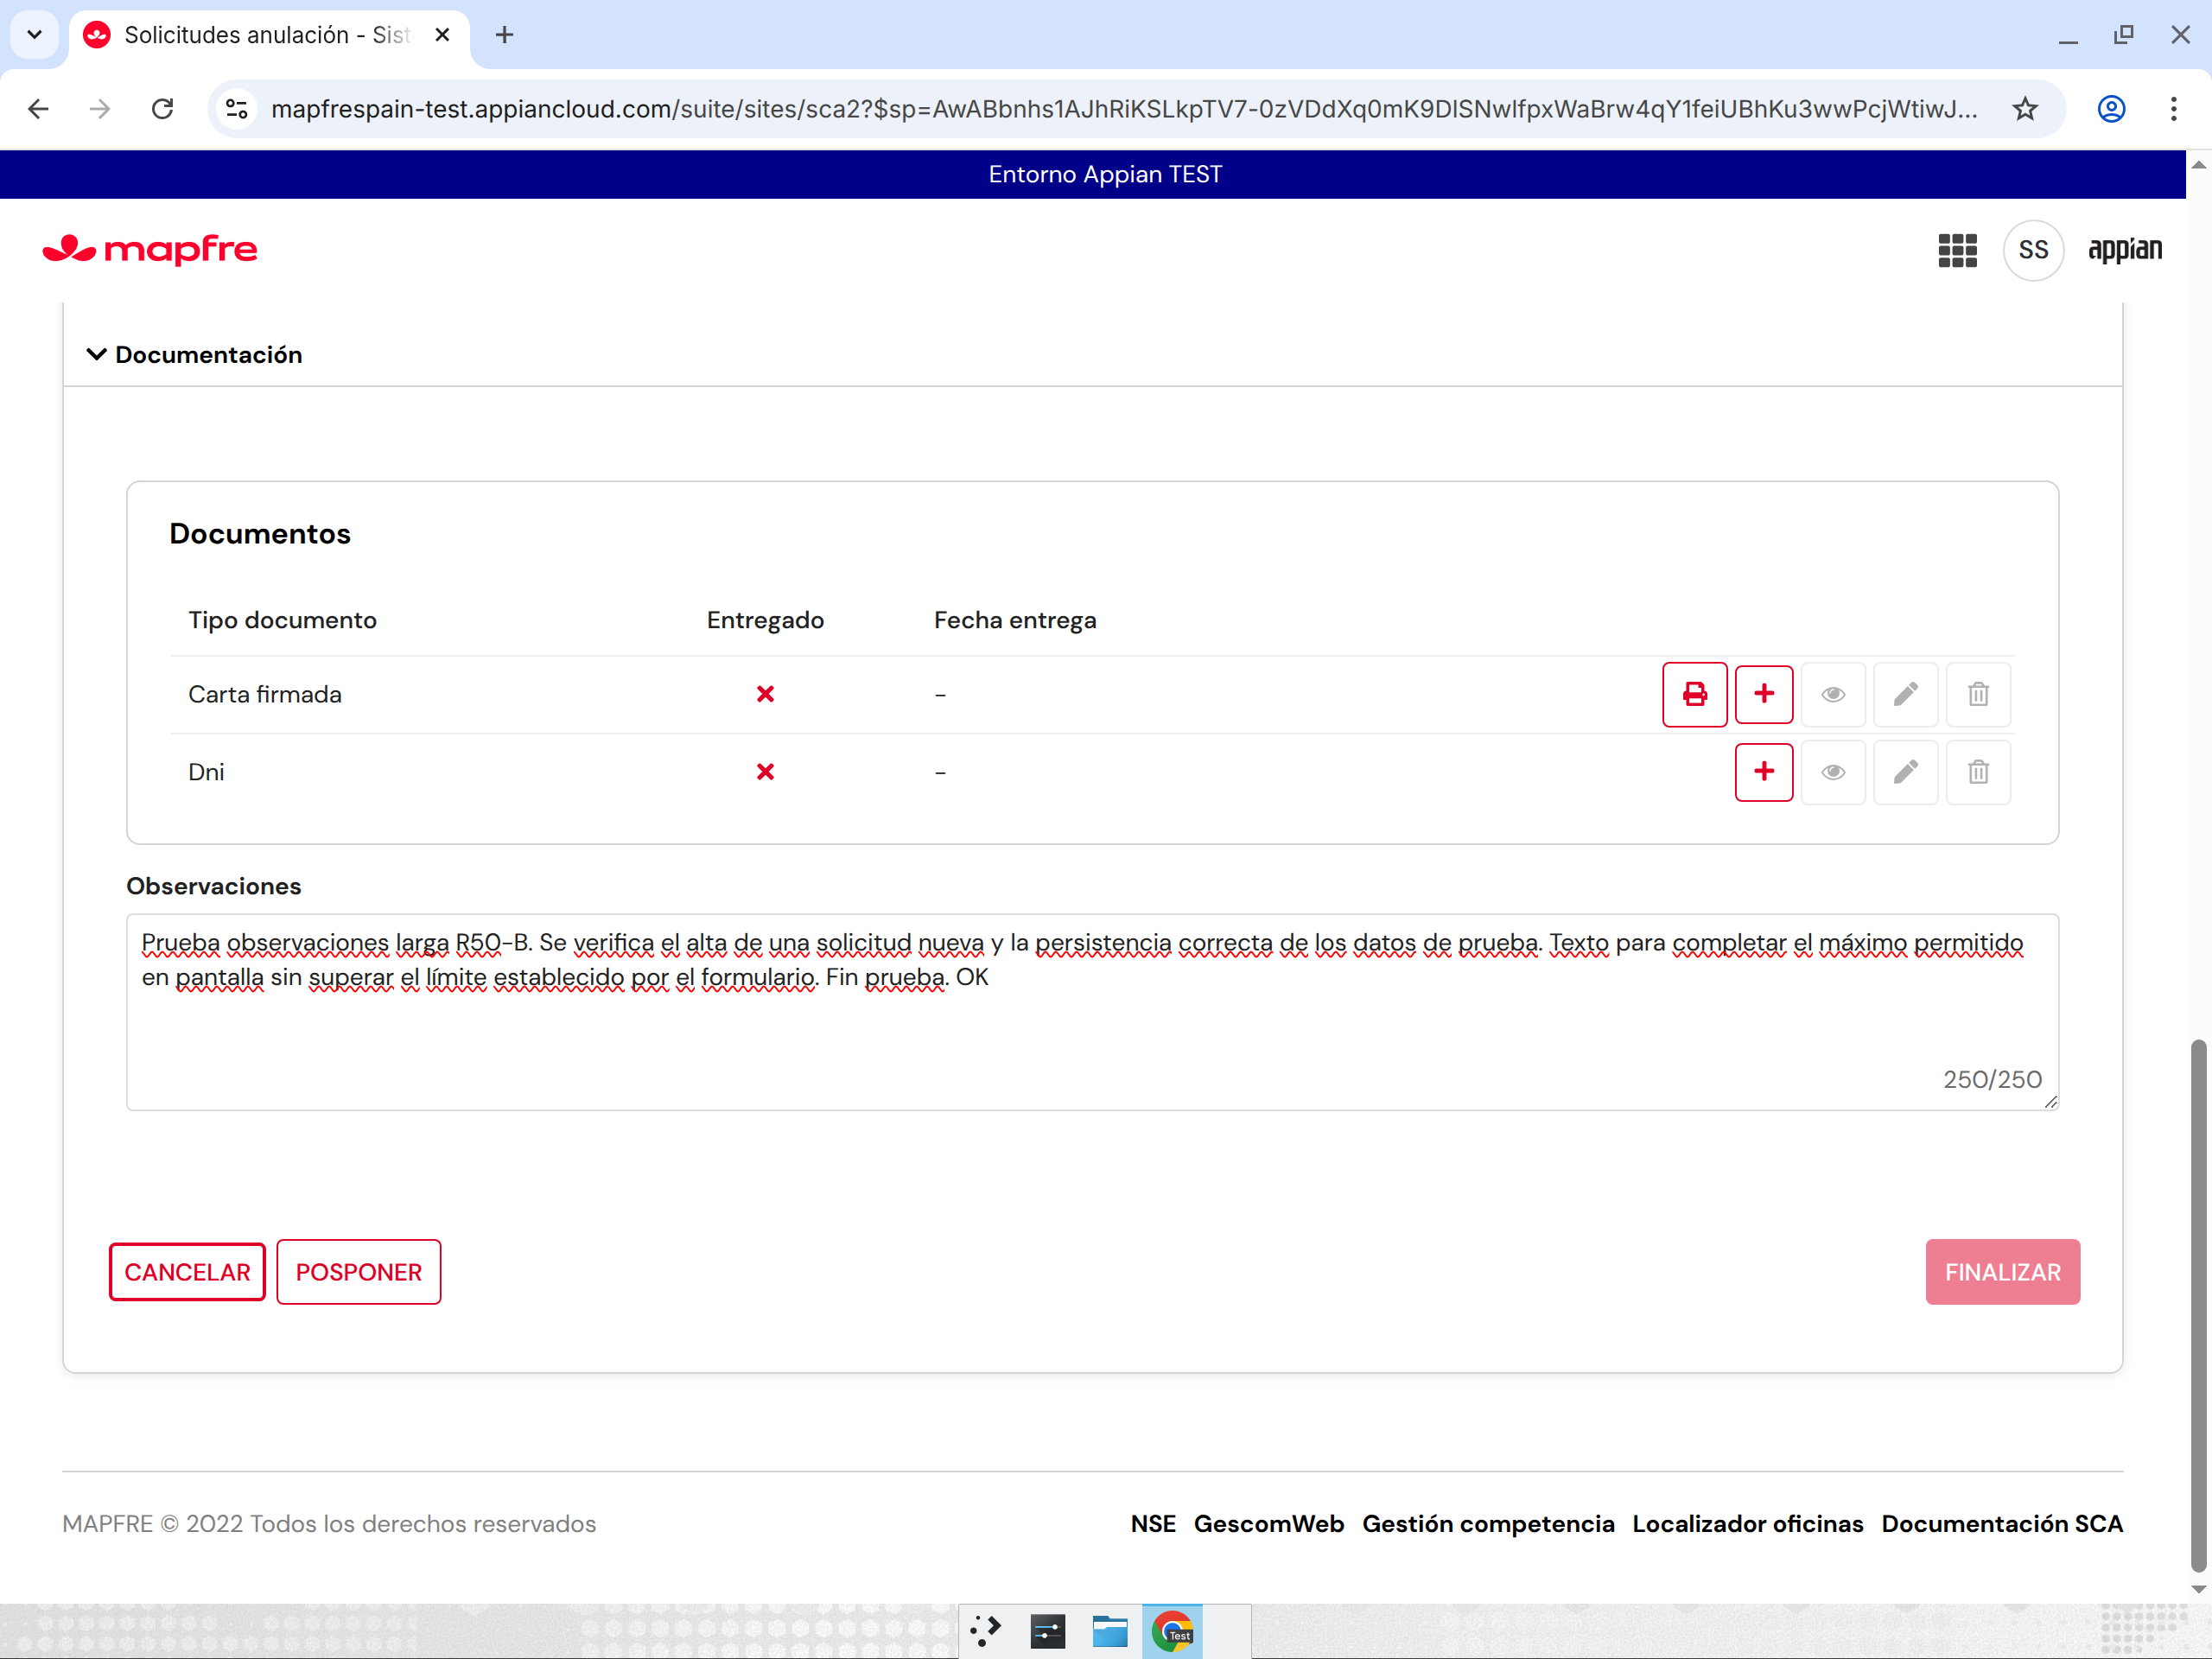 Solicitudes anulación - Sist
mapfrespain-test.appiancloud.com/suite/sites/sca2?$sp=AwABbnhs1AJhRiKSLkpTV7-0zVDdXq0mK9DlSNwlfpxWaBrw4qY1feiUBhKu3wwPcjWtiwJ...
Entorno Appian TEST
mapfre
SS
appian
Documentación
Documentos
Tipo documento Entregado Fecha entrega
Carta firmada –
Dni –
Observaciones
Prueba observaciones larga R50-B. Se verifica el alta de una solicitud nueva y la persistencia correcta de los datos de prueba. Texto para completar el máximo permitido
en pantalla sin superar el límite establecido por el formulario. Fin prueba. OK
250/250
CANCELAR POSPONER FINALIZAR
MAPFRE © 2022 Todos los derechos reservados NSE GescomWeb Gestión competencia Localizador oficinas Documentación SCA
Test